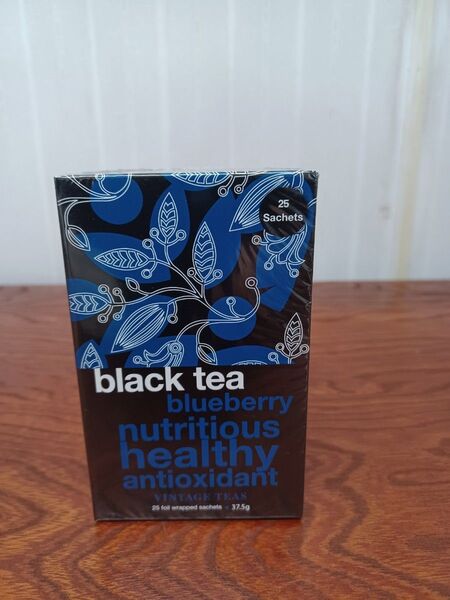 25
Sachets
black tea
blueberry
nutritious
healthy
antioxidant
VINTAGE TEAS
25 foil wrapped sachets - 37.5g